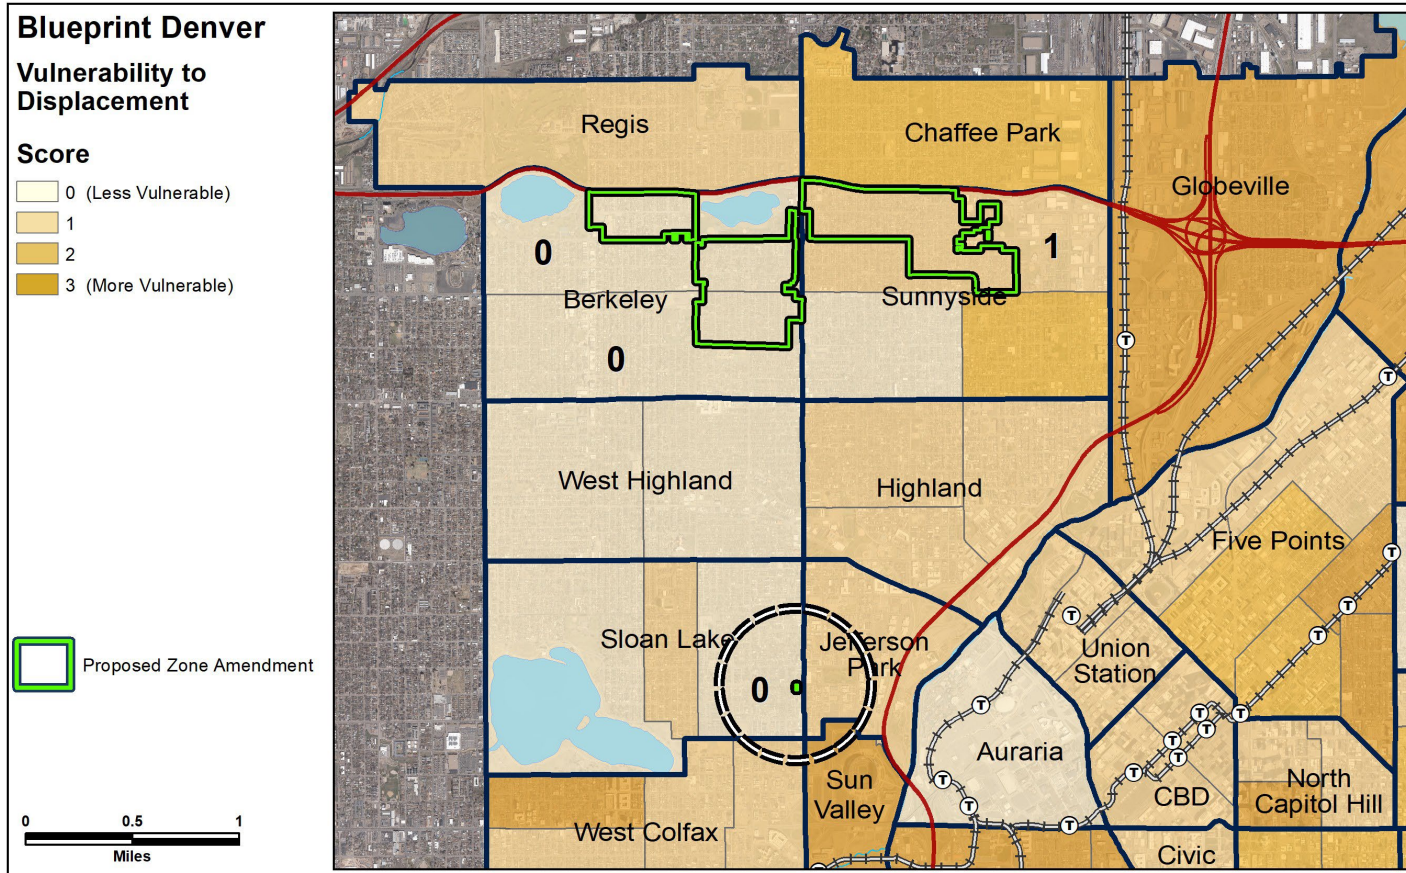 Blueprint Denver
Vulnerability to
Displacement
Score
0 (Less Vulnerable)
1
2
3 (More Vulnerable)
Proposed Zone Amendment
0 0.5 1
Miles
Regis
Chaffee Park
Globeville
0
1
Berkeley
Sunnyside
0
T
T
West Highland
Highland
Five Points
T
T
T
T
Sloan Lake
Jefferson
Park
Union
Station
0
T
T
T
T
T
Auraria
T
T
T
T
Sun
Valley
CBD
North
Capitol Hill
T
West Colfax
T
Civic
T